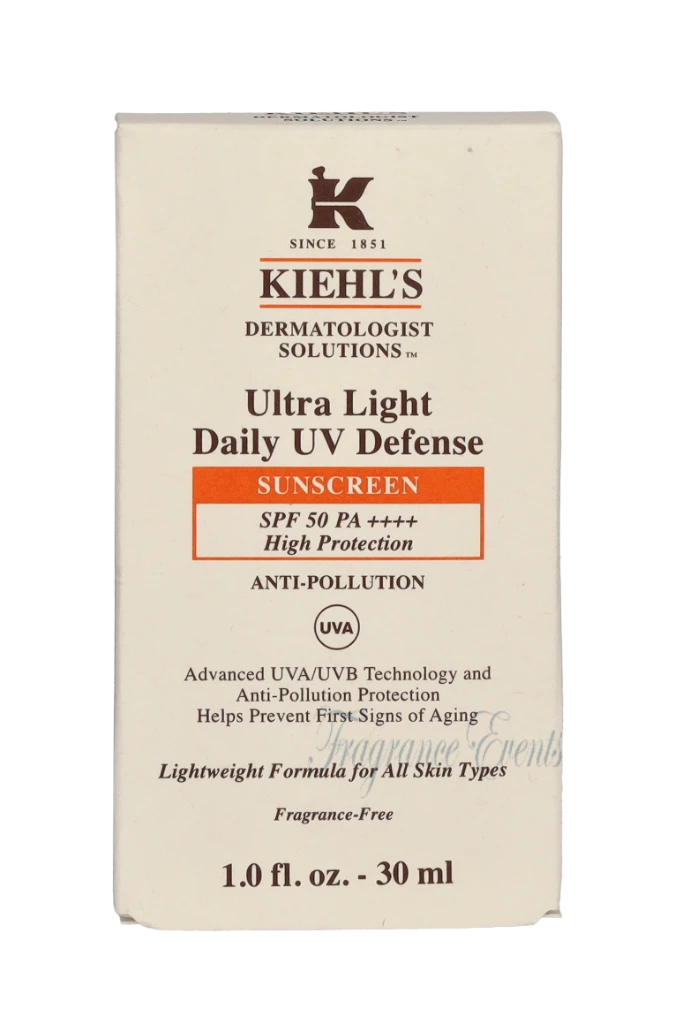 DERMATOLOGIST
SOLUTIONS™
SINCE 1851
KIEHL'S
DERMATOLOGIST
SOLUTIONS™
Ultra Light
Daily UV Defense
SUNSCREEN
SPF 50 PA ++++
High Protection
ANTI-POLLUTION
UVA
Advanced UVA/UVB Technology and
Anti-Pollution Protection
Helps Prevent First Signs of Aging
Fragrance Events
Lightweight Formula for All Skin Types
Fragrance-Free
1.0 fl. oz. - 30 ml